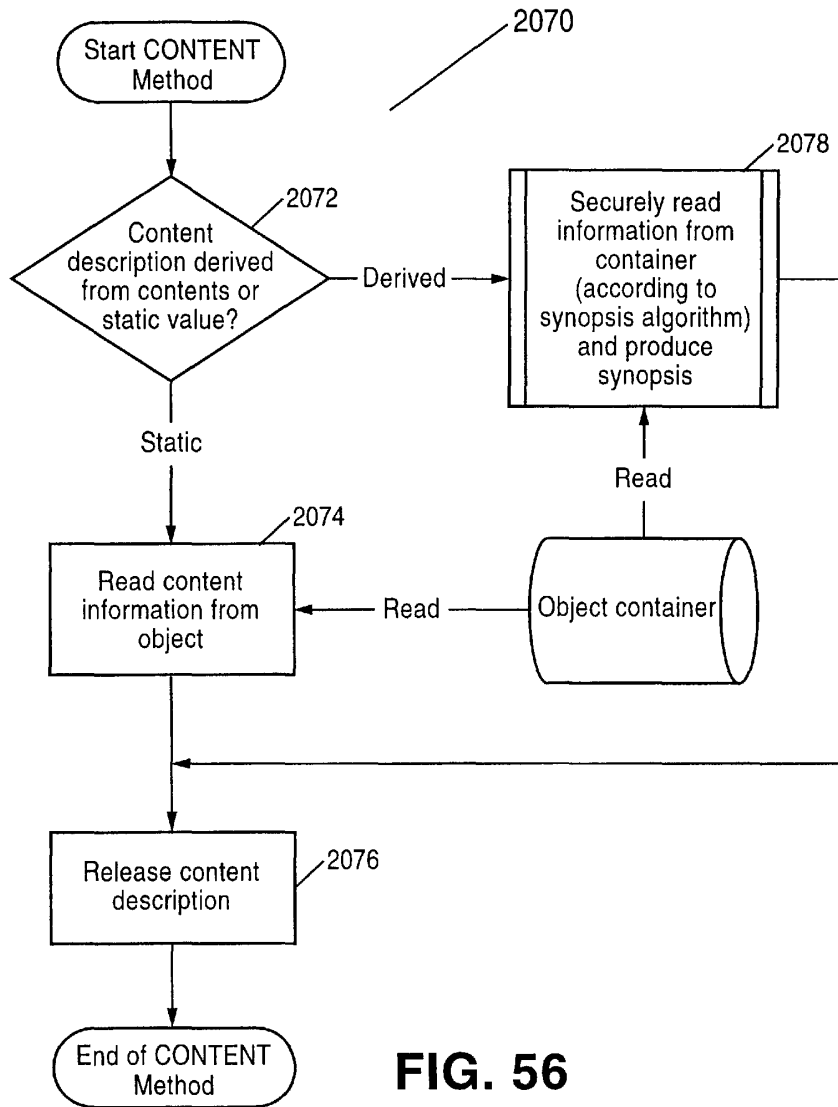 Start CONTENT
Method
2070
2072
Content
description derived
from contents or
static value?
Derived
2078
Securely read
information from
container
(according to
synopsis algorithm)
and produce
synopsis
Static
Read
2074
Read content
information from
object
Read
Object container
Release content
description
2076
End of CONTENT
Method
FIG. 56